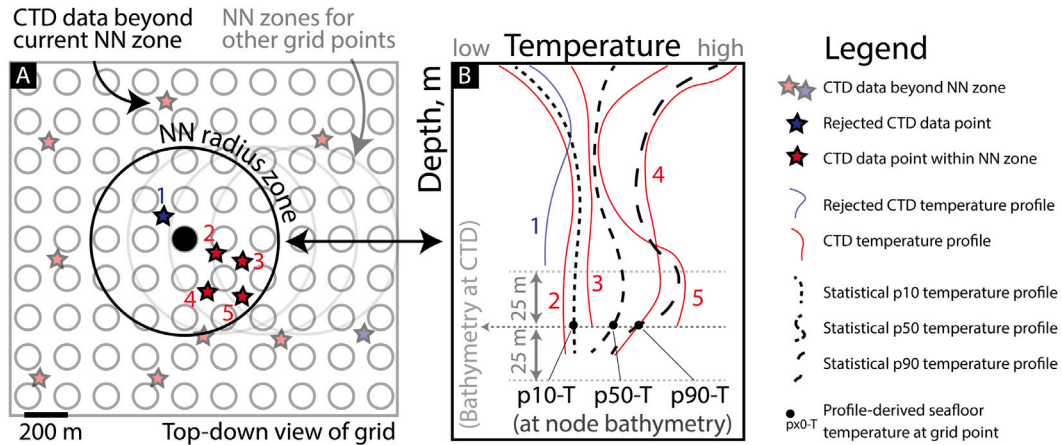 CTD data beyond
current NN zone
NN zones for
other grid points
A
NN radius zone
1
2
3
4
5
200 m
Top-down view of grid
low
Temperature
high
B
Depth, m
(Bathymetry at CTD)
25 m
25 m
1
2
3
4
5
p10-T
p50-T
p90-T
(at node bathymetry)
Legend
CTD data beyond NN zone
Rejected CTD data point
CTD data point within NN zone
Rejected CTD temperature profile
CTD temperature profile
Statistical p10 temperature profile
Statistical p50 temperature profile
Statistical p90 temperature profile
px0-T
Profile-derived seafloor
temperature at grid point